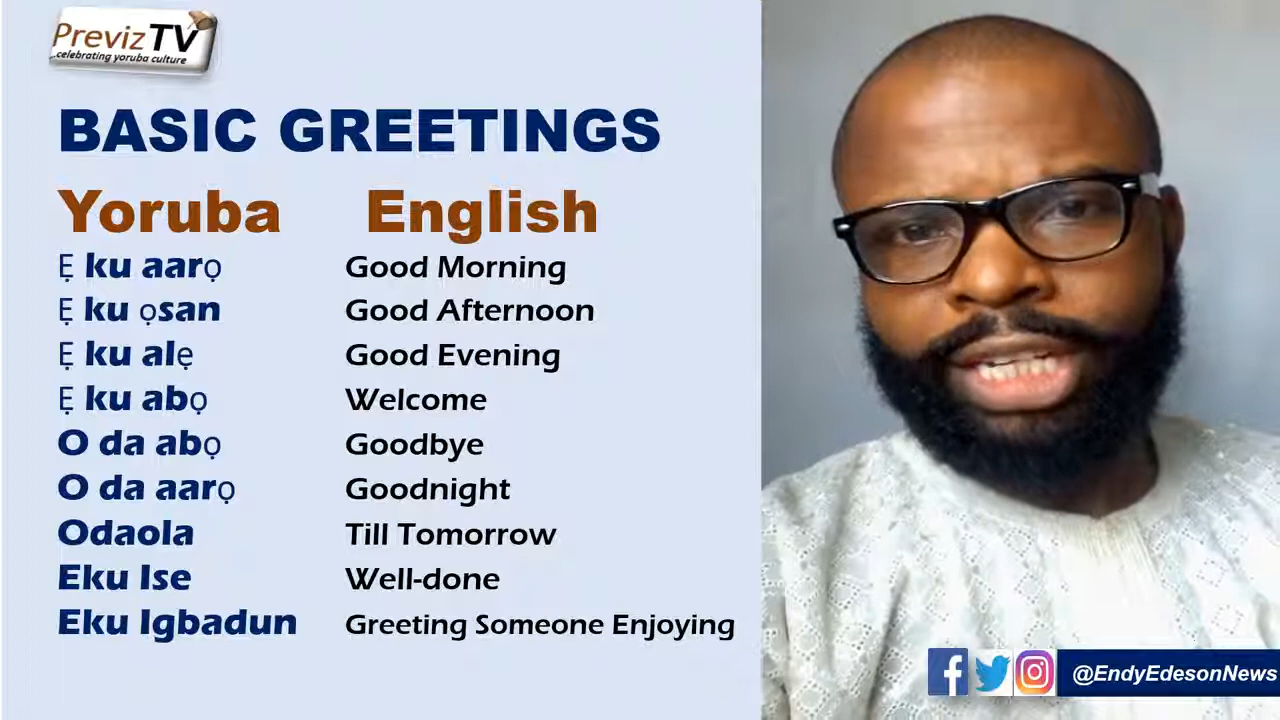 PrevizTV
...celebrating yoruba culture
BASIC GREETINGS
Yoruba English
Ẹ ku aarọ Good Morning
Ẹ ku ọsan Good Afternoon
Ẹ ku alẹ Good Evening
Ẹ ku abọ Welcome
O da abọ Goodbye
O da aarọ Goodnight
Odaola Till Tomorrow
Eku Ise Well-done
Eku Igbadun Greeting Someone Enjoying
@EndyEdesonNews